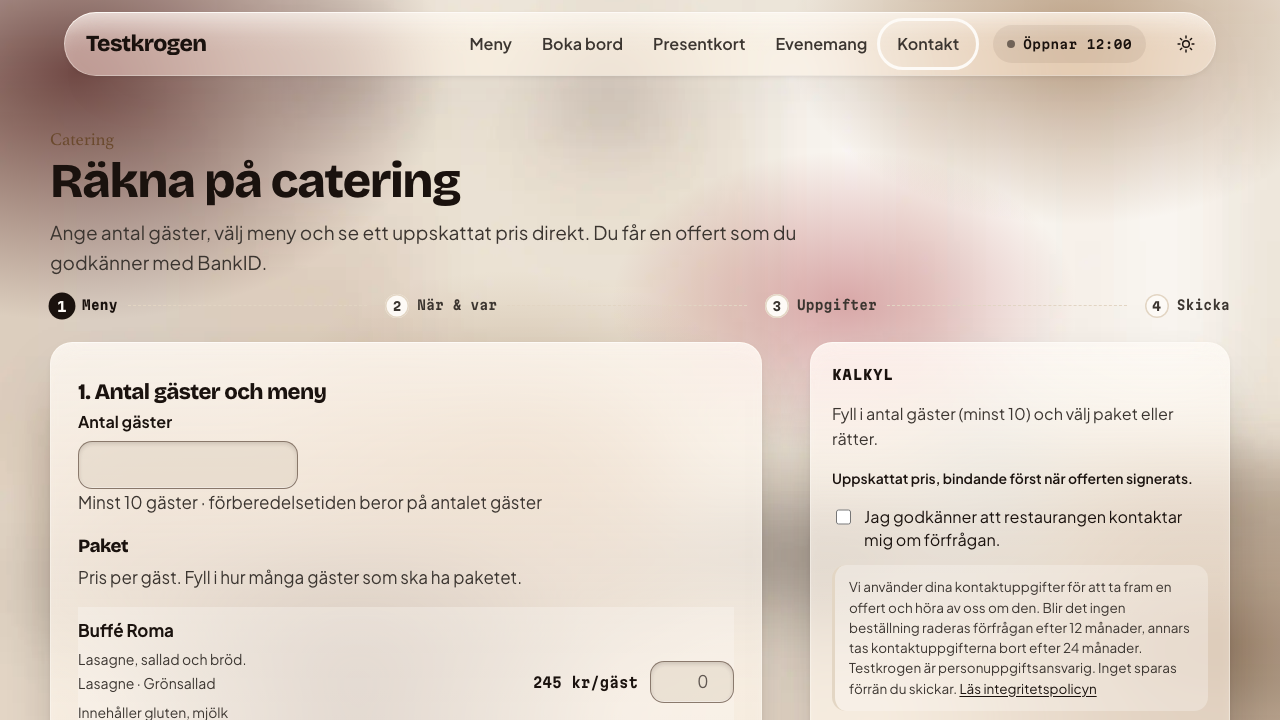 Testkrogen
Meny
Boka bord
Presentkort
Evenemang
Kontakt
Öppnar 12:00
Catering
Räkna på catering
Ange antal gäster, välj meny och se ett uppskattat pris direkt. Du får en offert som du
godkänner med BankID.
1 Meny
2 När & var
3 Uppgifter
4 Skicka
1. Antal gäster och meny
Antal gäster
Minst 10 gäster · förberedelsetiden beror på antalet gäster
Paket
Pris per gäst. Fyll i hur många gäster som ska ha paketet.
Buffé Roma
Lasagne, sallad och bröd.
Lasagne · Grönsallad
245 kr/gäst
0
Innehåller gluten, mjölk
KALKYL
Fyll i antal gäster (minst 10) och välj paket eller
rätter.
Uppskattat pris, bindande först när offerten signerats.
Jag godkänner att restaurangen kontaktar
mig om förfrågan.
Vi använder dina kontaktuppgifter för att ta fram en
offert och höra av oss om den. Blir det ingen
beställning raderas förfrågan efter 12 månader, annars
tas kontaktuppgifterna bort efter 24 månader.
Testkrogen är personuppgiftsansvarig. Inget sparas
förrän du skickar. Läs integritetspolicyn